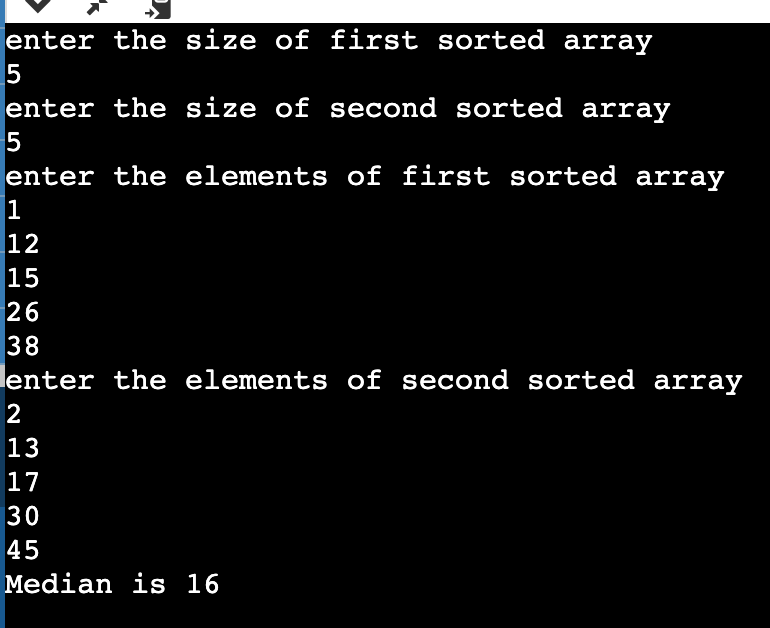 enter the size of first sorted array
5
enter the size of second sorted array
5
enter the elements of first sorted array
1
12
15
26
38
enter the elements of second sorted array
2
13
17
30
45
Median is 16